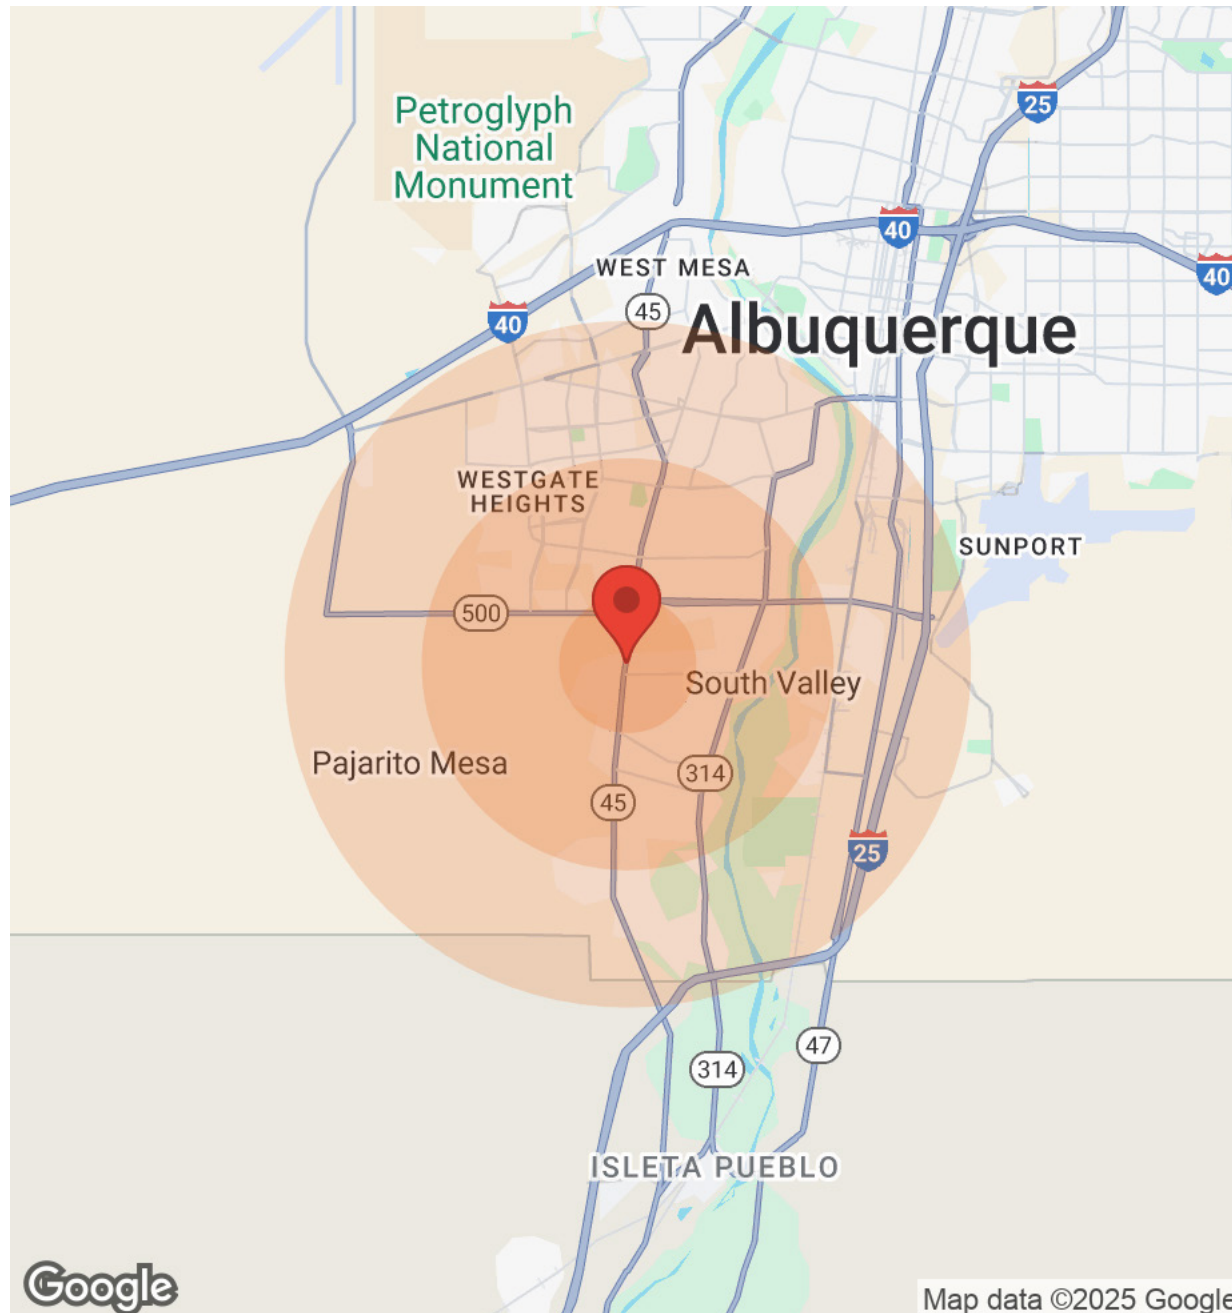 Petroglyph
National
Monument
25
40
WEST MESA
40
45
40
Albuquerque
WESTGATE
HEIGHTS
SUNPORT
500
South Valley
Pajarito Mesa
314
45
25
47
314
ISLETA PUEBLO
Google
Map data ©2025 Google